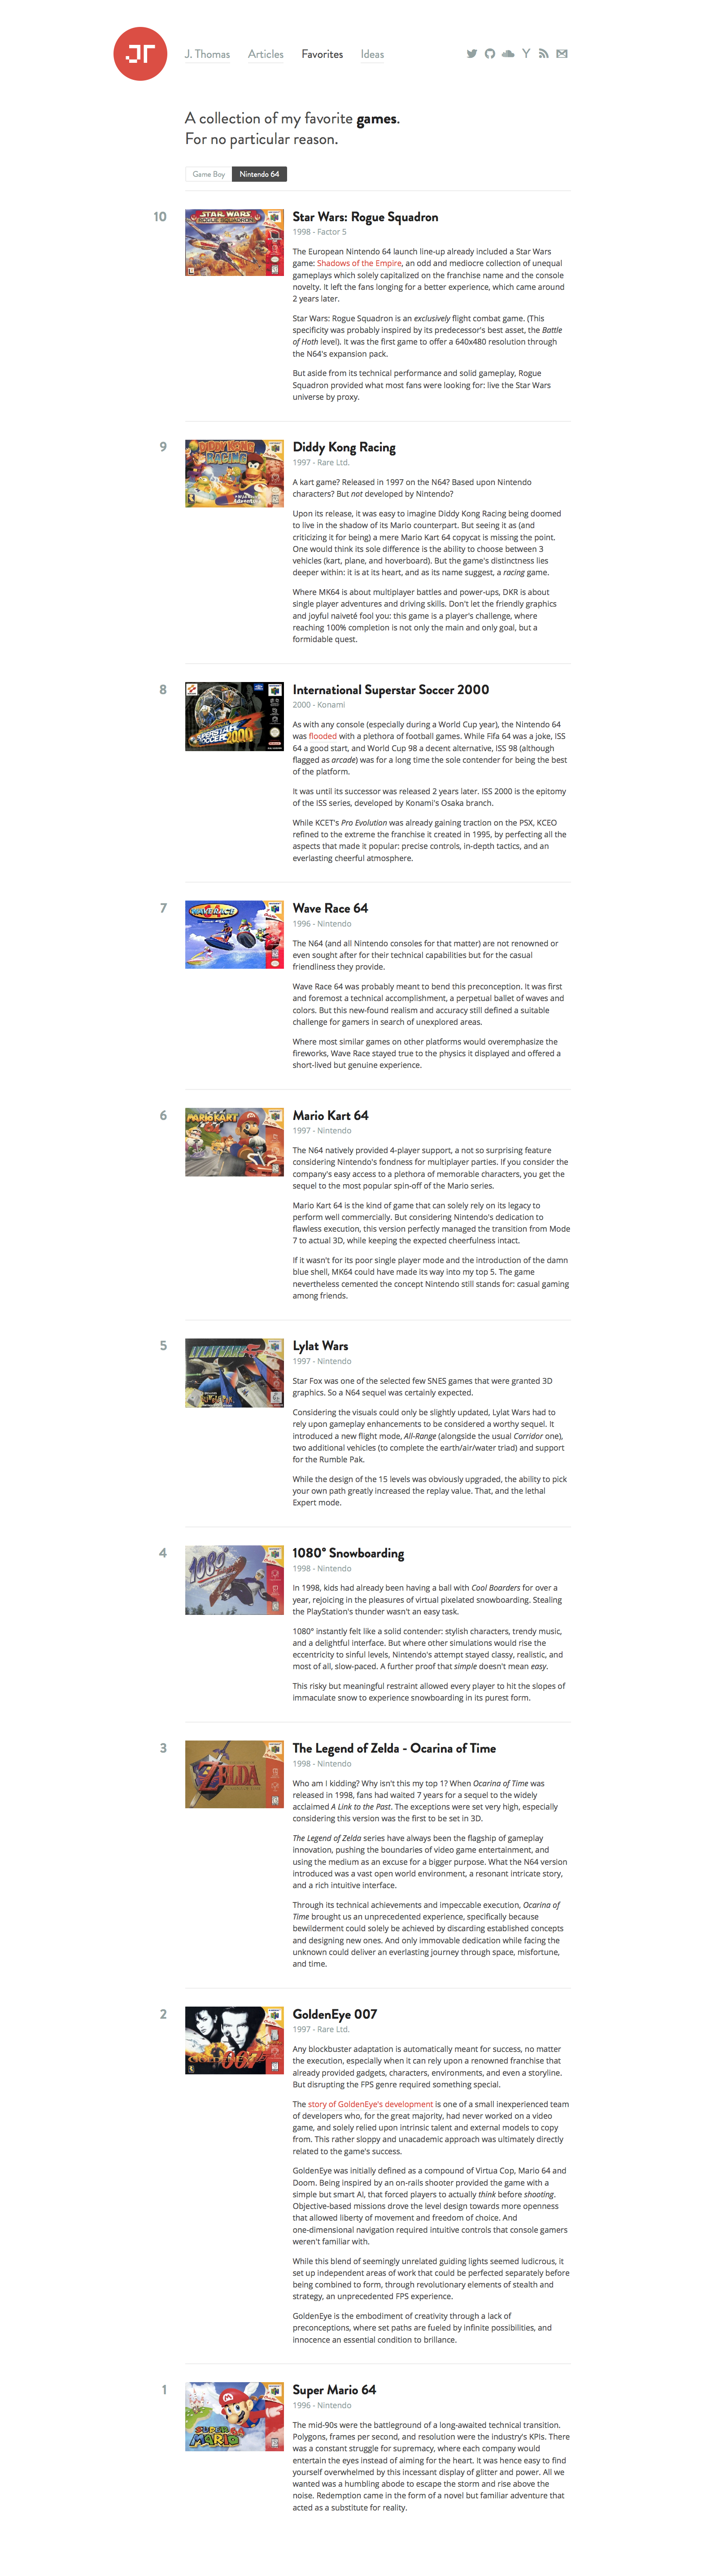 JT
J. Thomas Articles Favorites Ideas
A collection of my favorite games.
For no particular reason.
Game Boy Nintendo 64
10
STAR WARS
ROGUE SQUADRON
Star Wars: Rogue Squadron
1998 - Factor 5
The European Nintendo 64 launch line-up already included a Star Wars
game: Shadows of the Empire, an odd and mediocre collection of unequal
gameplays which solely capitalized on the franchise name and the console
novelty. It left the fans longing for a better experience, which came around
2 years later.
Star Wars: Rogue Squadron is an exclusively flight combat game. (This
specificity was probably inspired by its predecessor's best asset, the Battle
of Hoth level). It was the first game to offer a 640x480 resolution through
the N64's expansion pack.
But aside from its technical performance and solid gameplay, Rogue
Squadron provided what most fans were looking for: live the Star Wars
universe by proxy.
9
DIDDY KONG
RACING
Diddy Kong Racing
1997 - Rare Ltd.
A kart game? Released in 1997 on the N64? Based upon Nintendo
characters? But not developed by Nintendo?
Upon its release, it was easy to imagine Diddy Kong Racing being doomed
to live in the shadow of its Mario counterpart. But seeing it as (and
criticizing it for being) a mere Mario Kart 64 copycat is missing the point.
One would think its sole difference is the ability to choose between 3
vehicles (kart, plane, and hoverboard). But the game's distinctness lies
deeper within: it is at its heart, and as its name suggest, a racing game.
Where MK64 is about multiplayer battles and power-ups, DKR is about
single player adventures and driving skills. Don't let the friendly graphics
and joyful naiveté fool you: this game is a player's challenge, where
reaching 100% completion is not only the main and only goal, but a
formidable quest.
8
SUPERSTAR
SOCCER 2000
International Superstar Soccer 2000
2000 - Konami
As with any console (especially during a World Cup year), the Nintendo 64
was flooded with a plethora of football games. While Fifa 64 was a joke, ISS
64 a good start, and World Cup 98 a decent alternative, ISS 98 (although
flagged as arcade) was for a long time the sole contender for being the best
of the platform.
It was until its successor was released 2 years later. ISS 2000 is the epitomy
of the ISS series, developed by Konami's Osaka branch.
While KCET's Pro Evolution was already gaining traction on the PSX, KCEO
refined to the extreme the franchise it created in 1995, by perfecting all the
aspects that made it popular: precise controls, in-depth tactics, and an
everlasting cheerful atmosphere.
7
WAVE RACE
64
Wave Race 64
1996 - Nintendo
The N64 (and all Nintendo consoles for that matter) are not renowned or
even sought after for their technical capabilities but for the casual
friendliness they provide.
Wave Race 64 was probably meant to bend this preconception. It was first
and foremost a technical accomplishment, a perpetual ballet of waves and
colors. But this new-found realism and accuracy still defined a suitable
challenge for gamers in search of unexplored areas.
Where most similar games on other platforms would overemphasize the
fireworks, Wave Race stayed true to the physics it displayed and offered a
short-lived but genuine experience.
6
MARIOKART
64
Mario Kart 64
1997 - Nintendo
The N64 natively provided 4-player support, a not so surprising feature
considering Nintendo's fondness for multiplayer parties. If you consider the
company's easy access to a plethora of memorable characters, you get the
sequel to the most popular spin-off of the Mario series.
Mario Kart 64 is the kind of game that can solely rely on its legacy to
perform well commercially. But considering Nintendo's dedication to
flawless execution, this version perfectly managed the transition from Mode
7 to actual 3D, while keeping the expected cheerfulness intact.
If it wasn't for its poor single player mode and the introduction of the damn
blue shell, MK64 could have made its way into my top 5. The game
nevertheless cemented the concept Nintendo still stands for: casual gaming
among friends.
5
LYLATWARS
Lylat Wars
1997 - Nintendo
Star Fox was one of the selected few SNES games that were granted 3D
graphics. So a N64 sequel was certainly expected.
Considering the visuals could only be slightly updated, Lylat Wars had to
rely upon gameplay enhancements to be considered a worthy sequel. It
introduced a new flight mode, All-Range (alongside the usual Corridor one),
two additional vehicles (to complete the earth/air/water triad) and support
for the Rumble Pak.
While the design of the 15 levels was obviously upgraded, the ability to pick
your own path greatly increased the replay value. That, and the lethal
Expert mode.
4
1080°
1080° Snowboarding
1998 - Nintendo
In 1998, kids had already been having a ball with Cool Boarders for over a
year, rejoicing in the pleasures of virtual pixelated snowboarding. Stealing
the PlayStation's thunder wasn't an easy task.
1080° instantly felt like a solid contender: stylish characters, trendy music,
and a delightful interface. But where other simulations would rise the
eccentricity to sinful levels, Nintendo's attempt stayed classy, realistic, and
most of all, slow-paced. A further proof that simple doesn't mean easy.
This risky but meaningful restraint allowed every player to hit the slopes of
immaculate snow to experience snowboarding in its purest form.
3
ZELDA
The Legend of Zelda - Ocarina of Time
1998 - Nintendo
Who am I kidding? Why isn't this my top 1? When Ocarina of Time was
released in 1998, fans had waited 7 years for a sequel to the widely
acclaimed A Link to the Past. The exceptions were set very high, especially
considering this version was the first to be set in 3D.
The Legend of Zelda series have always been the flagship of gameplay
innovation, pushing the boundaries of video game entertainment, and
using the medium as an excuse for a bigger purpose. What the N64 version
introduced was a vast open world environment, a resonant intricate story,
and a rich intuitive interface.
Through its technical achievements and impeccable execution, Ocarina of
Time brought us an unprecedented experience, specifically because
bewilderment could solely be achieved by discarding established concepts
and designing new ones. And only immovable dedication while facing the
unknown could deliver an everlasting journey through space, misfortune,
and time.
2
GOLDENEYE
007
GoldenEye 007
1997 - Rare Ltd.
Any blockbuster adaptation is automatically meant for success, no matter
the execution, especially when it can rely upon a renowned franchise that
already provided gadgets, characters, environments, and even a storyline.
But disrupting the FPS genre required something special.
The story of GoldenEye's development is one of a small inexperienced team
of developers who, for the great majority, had never worked on a video
game, and solely relied upon intrinsic talent and external models to copy
from. This rather sloppy and unacademic approach was ultimately directly
related to the game's success.
GoldenEye was initially defined as a compound of Virtua Cop, Mario 64 and
Doom. Being inspired by an on-rails shooter provided the game with a
simple but smart AI, that forced players to actually think before shooting.
Objective-based missions drove the level design towards more openness
that allowed liberty of movement and freedom of choice. And
one-dimensional navigation required intuitive controls that console gamers
weren't familiar with.
While this blend of seemingly unrelated guiding lights seemed ludicrous, it
set up independent areas of work that could be perfected separately before
being combined to form, through revolutionary elements of stealth and
strategy, an unprecedented FPS experience.
GoldenEye is the embodiment of creativity through a lack of
preconceptions, where set paths are fueled by infinite possibilities, and
innocence an essential condition to brillance.
1
SUPER
MARIO 64
Super Mario 64
1996 - Nintendo
The mid-90s were the battleground of a long-awaited technical transition.
Polygons, frames per second, and resolution were the industry's KPIs. There
was a constant struggle for supremacy, where each company would
entertain the eyes instead of aiming for the heart. It was hence easy to find
yourself overwhelmed by this incessant display of glitter and power. All we
wanted was a humbling abode to escape the storm and rise above the
noise. Redemption came in the form of a novel but familiar adventure that
acted as a substitute for reality.